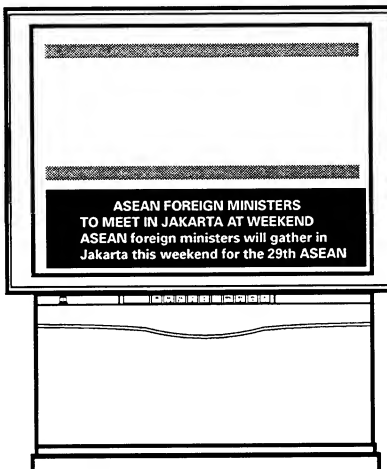 ASEAN FOREIGN MINISTERS
TO MEET IN JAKARTA AT WEEKEND
ASEAN foreign ministers will gather in
Jakarta this weekend for the 29th ASEAN